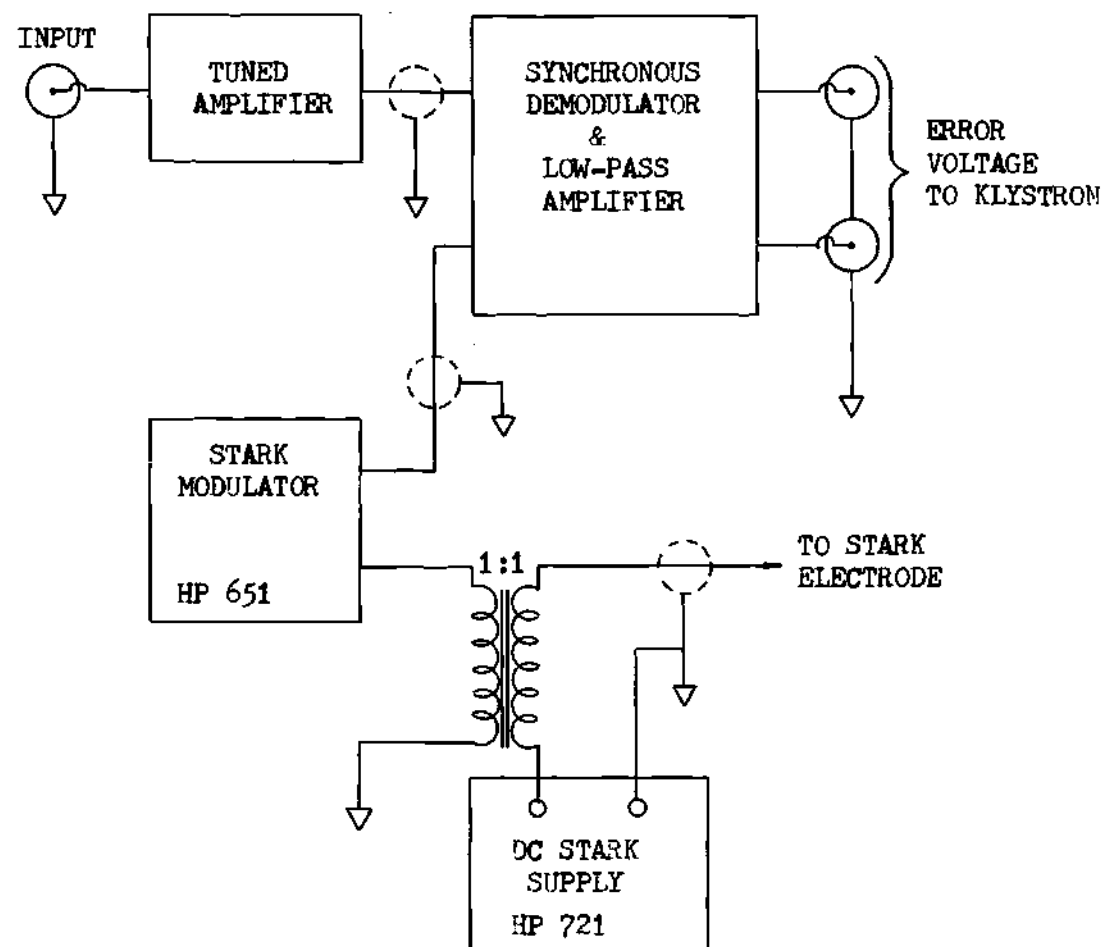 INPUT
TUNED
AMPLIFIER
SYNCHRONOUS
DEMODULATOR
&
LOW-PASS
AMPLIFIER
ERROR
VOLTAGE
TO KLYSTRON
STARK
MODULATOR
HP 651
1:1
TO STARK
ELECTRODE
DC STARK
SUPPLY
HP 721